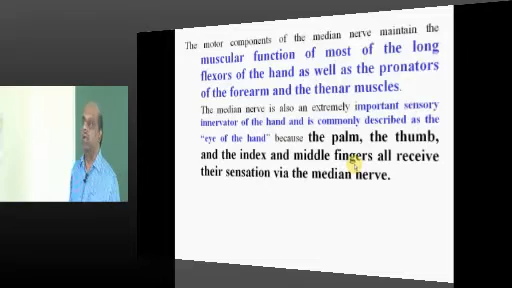 The motor components of the median nerve maintain the
muscular function of most of the long
flexors of the hand as well as the pronators
of the forearm and the thenar muscles.
The median nerve is also an extremely important sensory
innervator of the hand and is commonly described as the
"eye of the hand" because the palm, the thumb,
and the index and middle fingers all receive
their sensation via the median nerve.